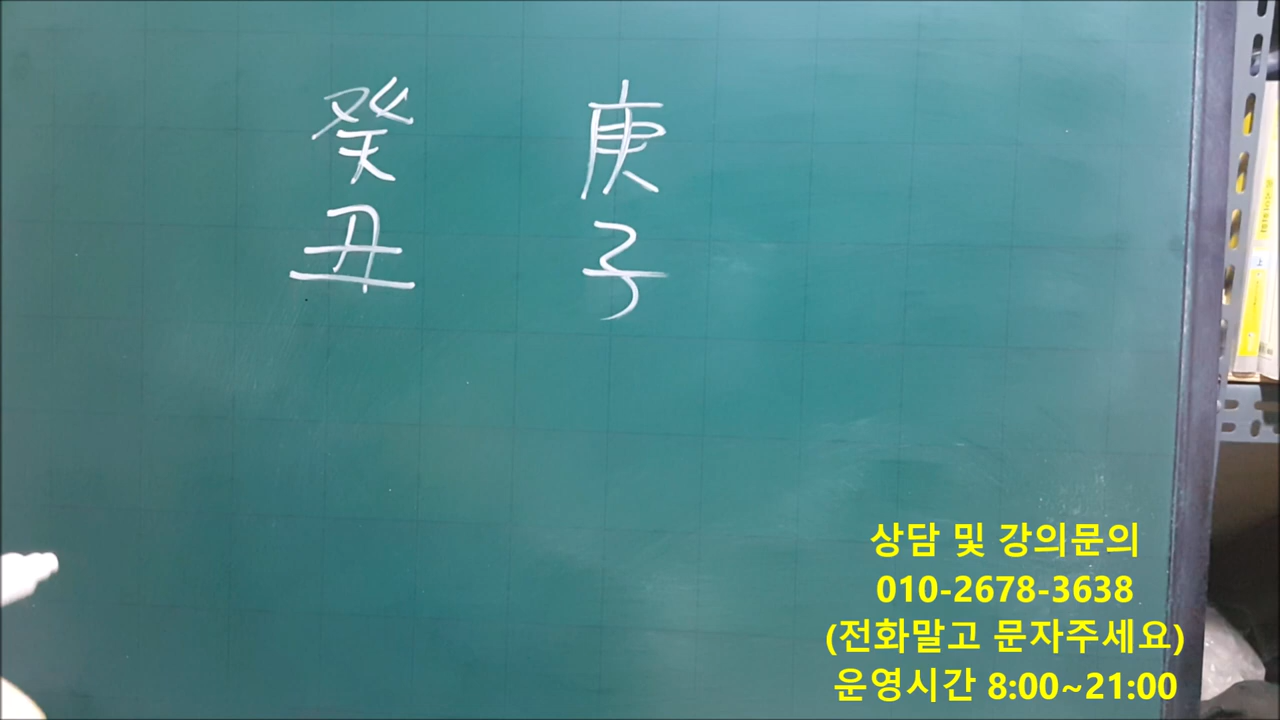 癸 庚
丑 子
상담 및 강의문의
010-2678-3638
(전화말고 문자주세요)
운영시간 8:00~21:00